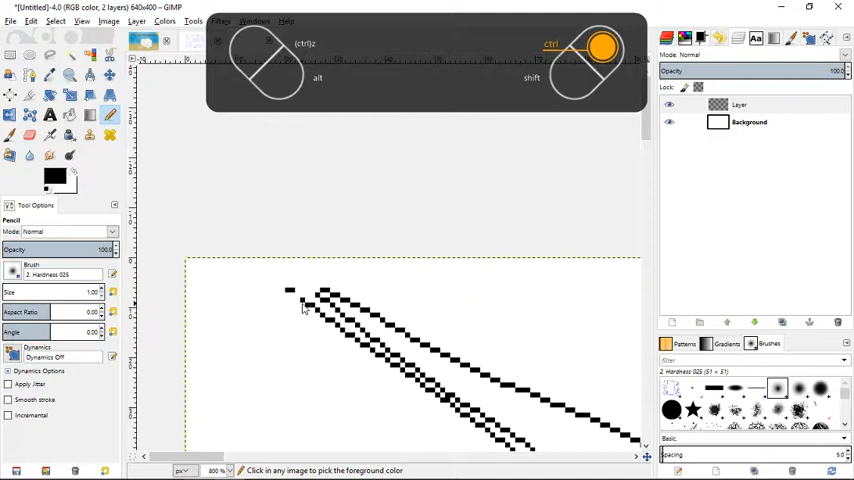 *[Untitled]-4.0 (RGB color, 2 layers) 640x400 - GIMP
File Edit Select View Image Layer Colors Tools Filters Windows Help
(ctrl)z
alt
ctrl
shift
Mode: Normal
Opacity 100.0
Lock:
Layer
Background
Tool Options
Pencil
Mode: Normal
Opacity 100.0
Brush
2. Hardness 025
Size 1.00
Aspect Ratio 0.00
Angle 0.00
Dynamics
Dynamics Off
Dynamics Options
Apply Jitter
Smooth stroke
Incremental
Patterns Gradients Brushes
filter
2. Hardness 025 (51 × 51)
Basic.
Spacing 5.0
px 800 % Click in any image to pick the foreground color